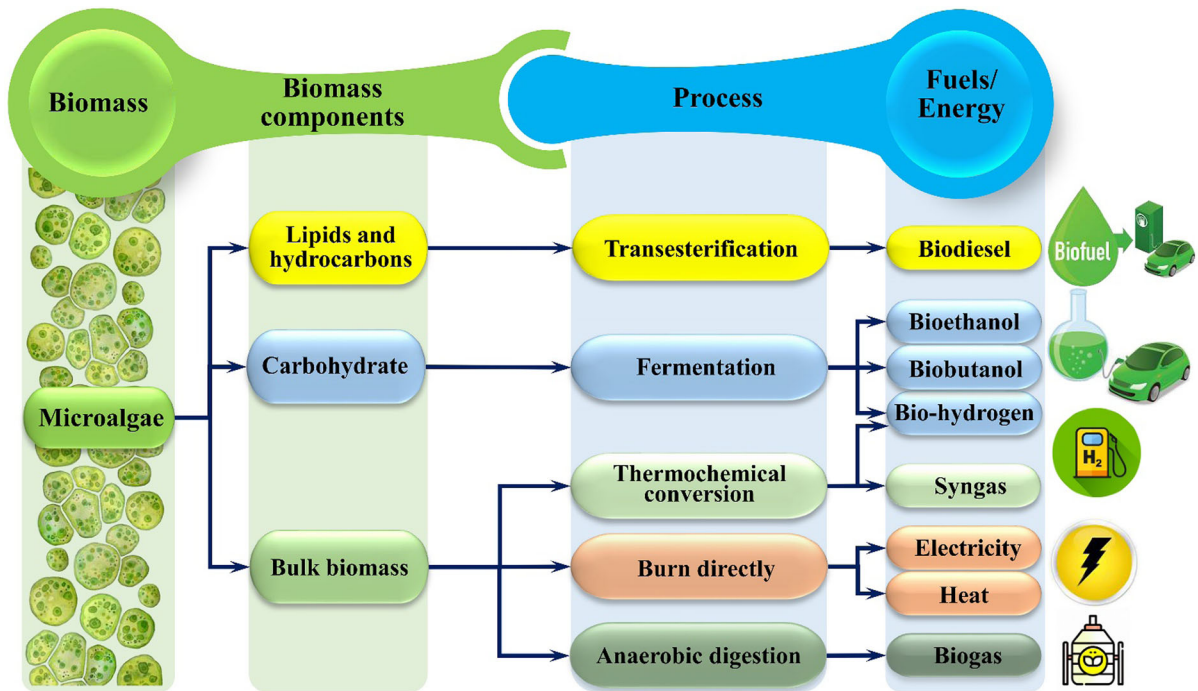 Biomass
Biomass
components
Process
Fuels/
Energy
Lipids and
hydrocarbons
Transesterification
Biodiesel
Biofuel
Bioethanol
Carbohydrate
Fermentation
Biobutanol
Microalgae
Bio-hydrogen
H2
Thermochemical
conversion
Syngas
Bulk biomass
Burn directly
Electricity
Heat
Anaerobic digestion
Biogas